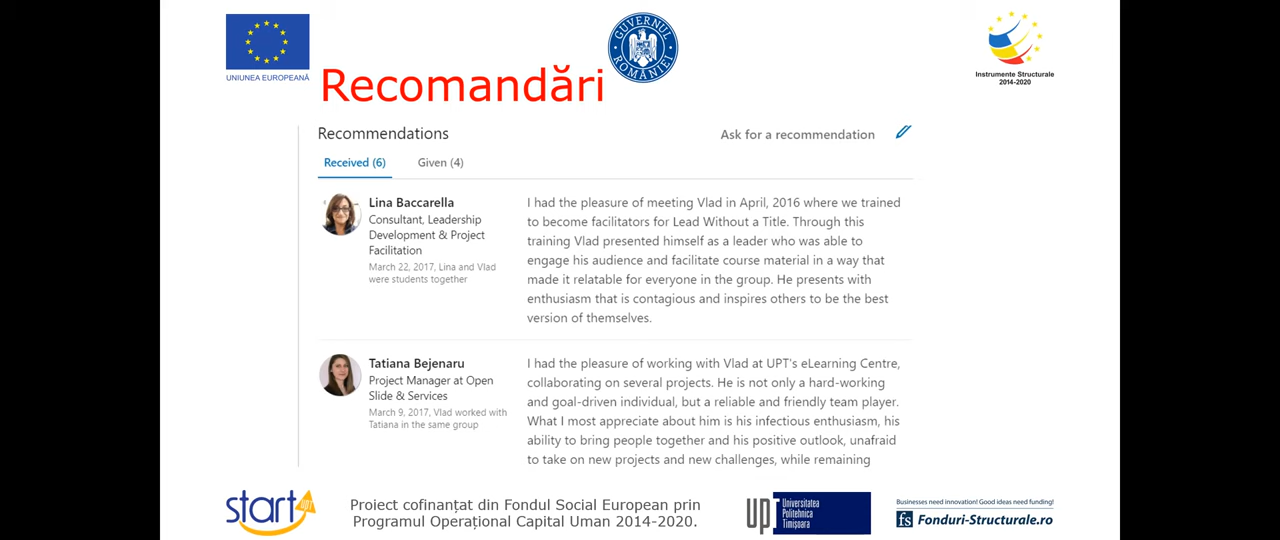 UNIUNEA EUROPEANĂ
GUVERNUL ROMÂNIEI
Instrumente Structurale
2014-2020
Recomandări
Recommendations
Ask for a recommendation
Received (6)
Given (4)
Lina Baccarella
Consultant, Leadership
Development & Project
Facilitation
March 22, 2017, Lina and Vlad
were students together
I had the pleasure of meeting Vlad in April, 2016 where we trained
to become facilitators for Lead Without a Title. Through this
training Vlad presented himself as a leader who was able to
engage his audience and facilitate course material in a way that
made it relatable for everyone in the group. He presents with
enthusiasm that is contagious and inspires others to be the best
version of themselves.
Tatiana Bejenaru
Project Manager at Open
Slide & Services
March 9, 2017, Vlad worked with
Tatiana in the same group
I had the pleasure of working with Vlad at UPT's eLearning Centre,
collaborating on several projects. He is not only a hard-working
and goal-driven individual, but a reliable and friendly team player.
What I most appreciate about him is his infectious enthusiasm, his
ability to bring people together and his positive outlook, unafraid
to take on new projects and new challenges, while remaining
start upt
Proiect cofinanțat din Fondul Social European prin
Programul Operațional Capital Uman 2014-2020.
UPT
Universitatea
Politehnica
Timișoara
Businesses need innovation! Good ideas need funding!
fs Fonduri-Structurale.ro